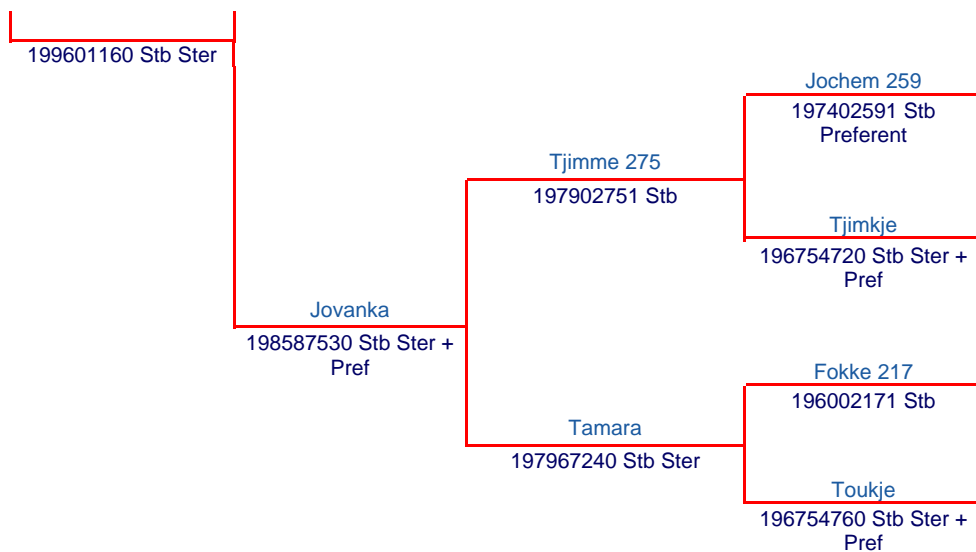 199601160 Stb Ster
Jochem 259
197402591 Stb
Preferent
Tjimme 275
197902751 Stb
Tjimkje
196754720 Stb Ster +
Pref
Jovanka
198587530 Stb Ster +
Pref
Fokke 217
196002171 Stb
Tamara
197967240 Stb Ster
Toukje
196754760 Stb Ster +
Pref